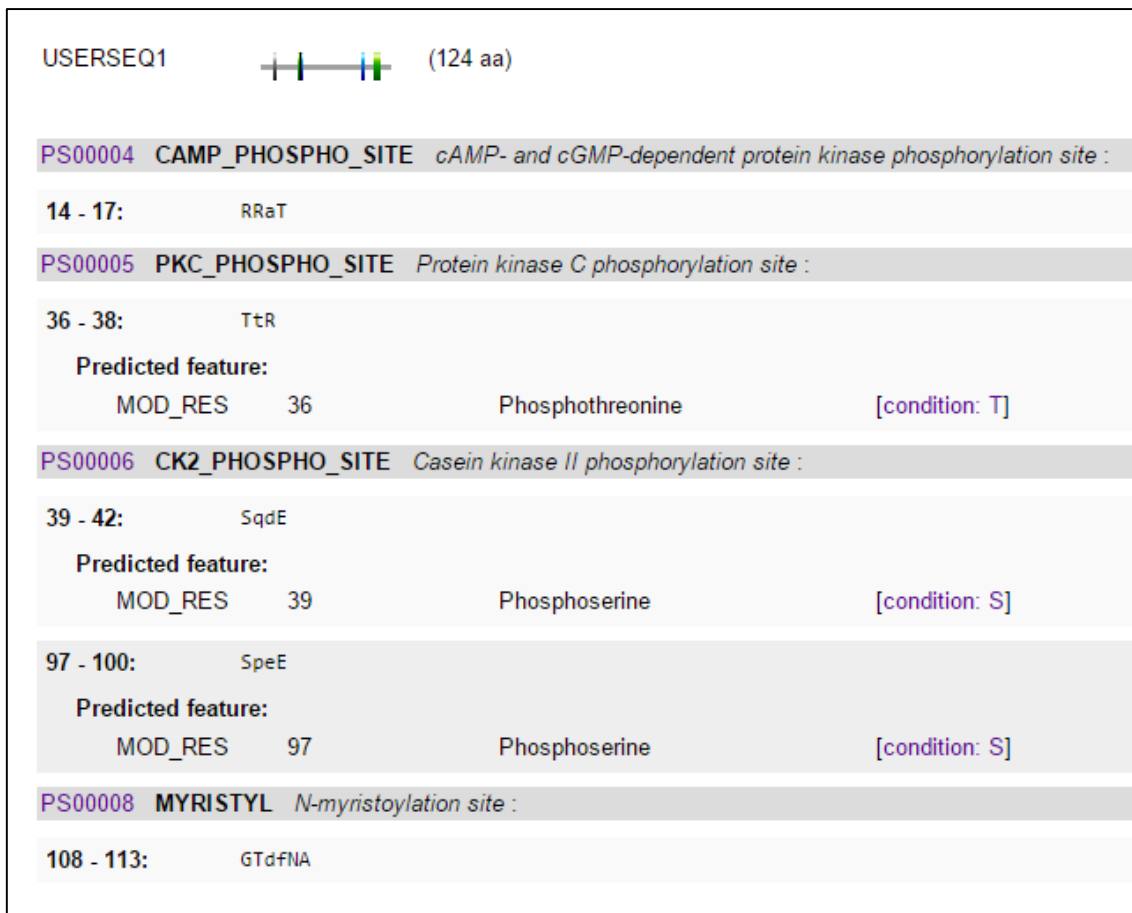 USERSEQ1 (124 aa)
PS00004 CAMP_PHOSPHO_SITE cAMP- and cGMP-dependent protein kinase phosphorylation site :
14 - 17: RRaT
PS00005 PKC_PHOSPHO_SITE Protein kinase C phosphorylation site :
36 - 38: TtR
Predicted feature:
MOD_RES 36 Phosphothreonine [condition: T]
PS00006 CK2_PHOSPHO_SITE Casein kinase II phosphorylation site :
39 - 42: SqdE
Predicted feature:
MOD_RES 39 Phosphoserine [condition: S]
97 - 100: SpeE
Predicted feature:
MOD_RES 97 Phosphoserine [condition: S]
PS00008 MYRISTYL N-myristoylation site :
108 - 113: GTdfNA